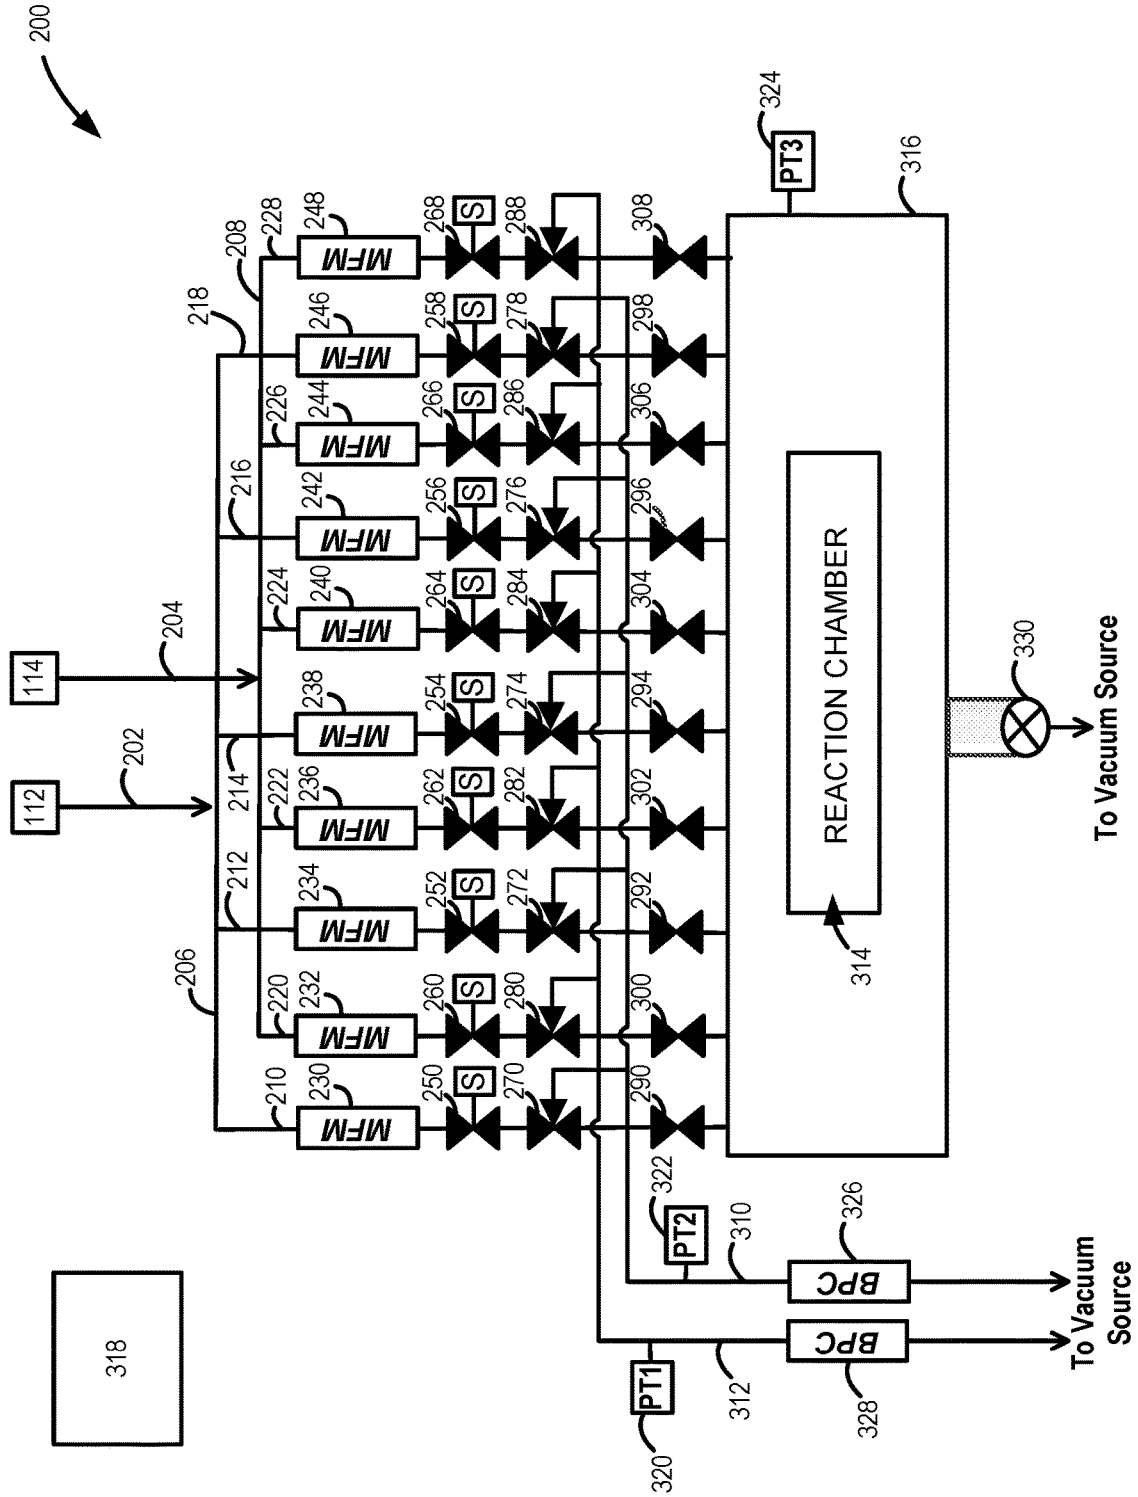 200
112
114
202
204
206
212
214
216
218
208
210
220
222
224
226
228
230
232
234
236
238
240
242
244
246
248
MFM
MFM
MFM
MFM
MFM
MFM
MFM
MFM
MFM
MFM
250
260
252
262
254
264
256
266
258
268
S
S
S
S
S
S
S
S
S
S
270
280
272
282
274
284
276
286
278
288
290
300
292
302
294
304
296
306
298
308
318
320
PT1
312
322
PT2
310
324
PT3
316
REACTION CHAMBER
314
328
BPC
326
BPC
330
To Vacuum
Source
To Vacuum Source